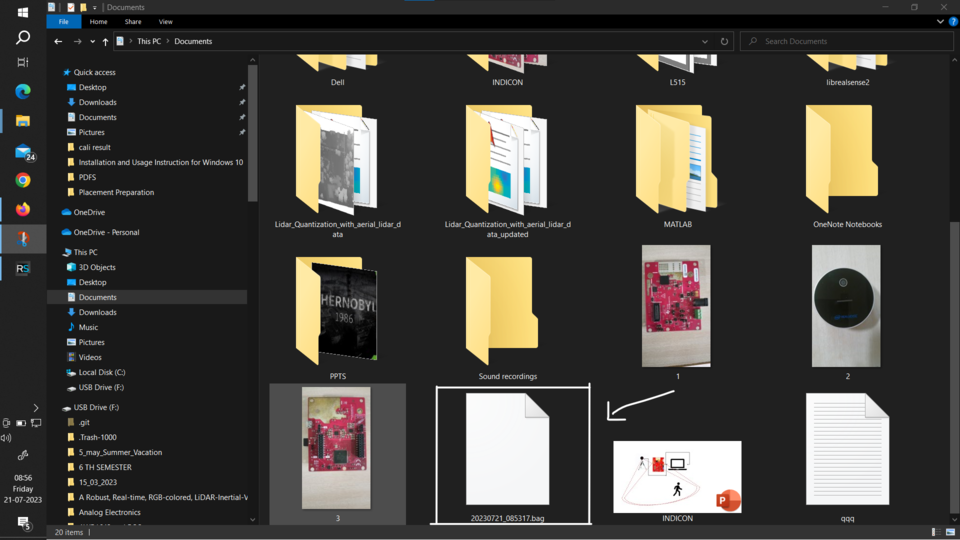 Documents
File
Home
Share
View
This PC
Documents
Search Documents
Quick access
Desktop
Downloads
Documents
Pictures
cali result
Installation and Usage Instruction for Windows 10
PDFS
Placement Preparation
OneDrive
OneDrive - Personal
This PC
3D Objects
Desktop
Documents
Downloads
Music
Pictures
Videos
Local Disk (C:)
USB Drive (F:)
USB Drive (F:)
.git
.Trash-1000
5_may_Summer_Vacation
6 TH SEMESTER
15_03_2023
A Robust, Real-time, RGB-colored, LiDAR-Inertial-V
Analog Electronics
Dell
INDICON
L515
librealsense2
Lidar_Quantization_with_aerial_lidar_d
ata
Lidar_Quantization_with_aerial_lidar_d
ata_updated
MATLAB
OneNote Notebooks
HERNOBYL
1986
PPTS
Sound recordings
1
2
3
20230721_085317.bag
P
INDICON
qqq
20 items
24
RS
08:56
Friday
21-07-2023
5